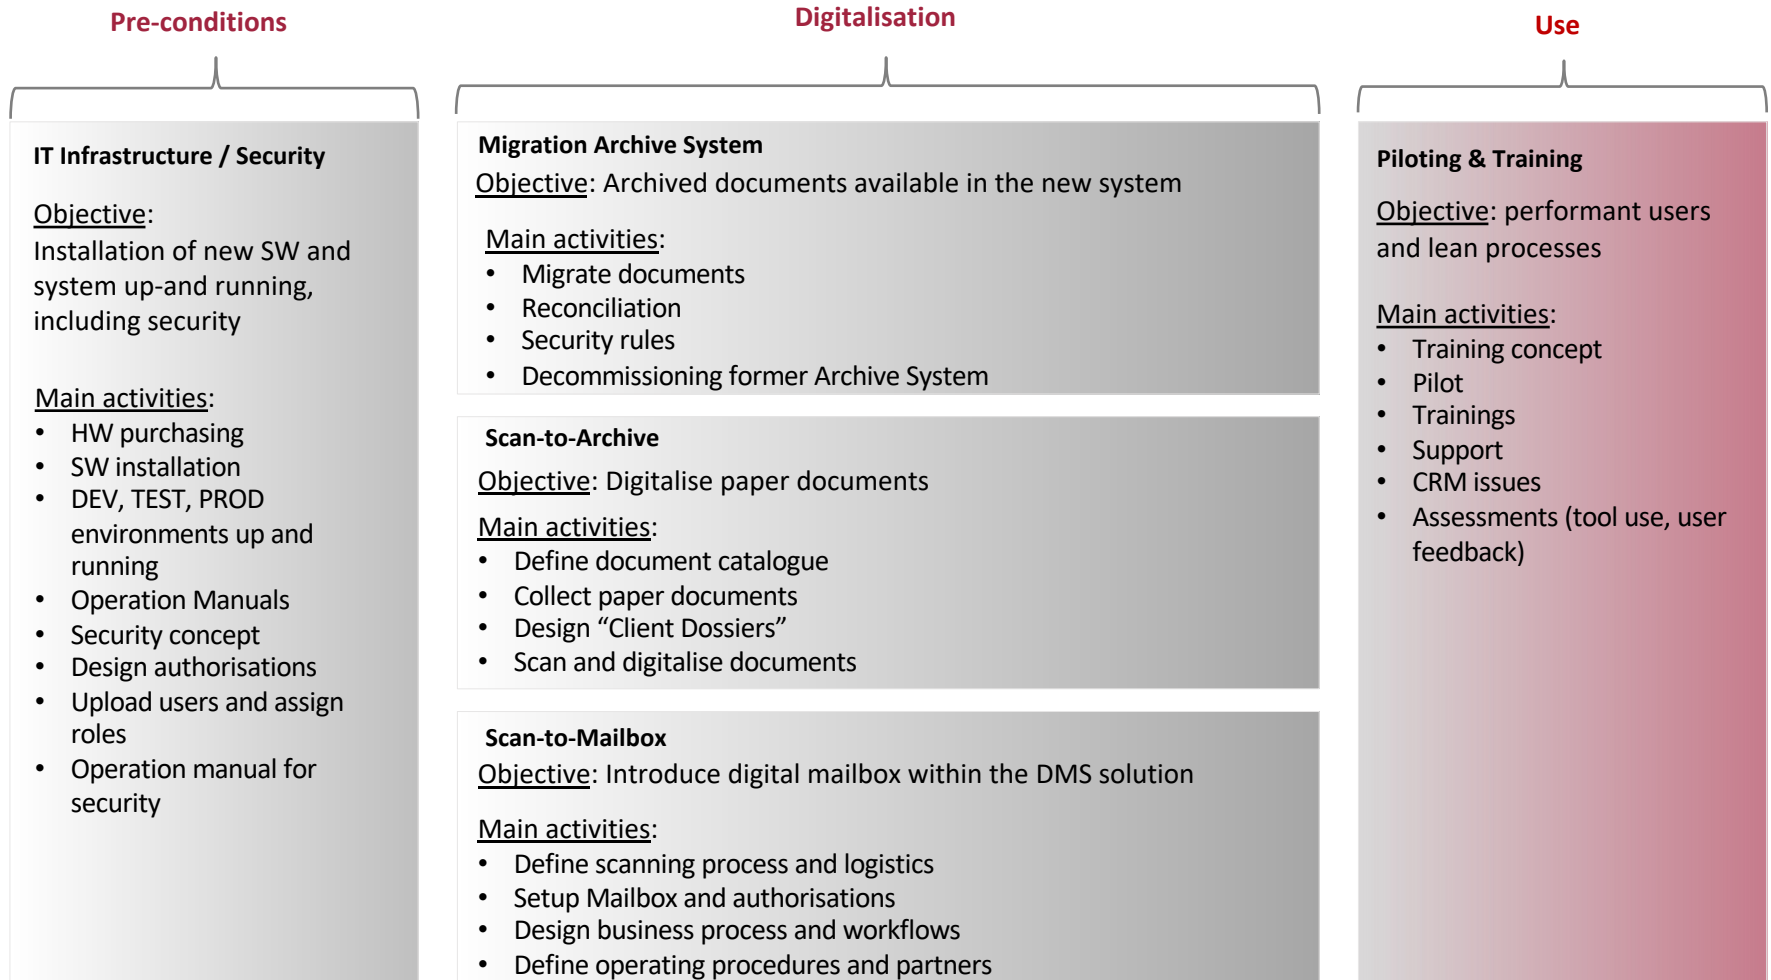 Pre-conditions
IT Infrastructure / Security
Objective:
Installation of new SW and
system up-and running,
including security
Main activities:
• HW purchasing
• SW installation
• DEV, TEST, PROD
environments up and
running
• Operation Manuals
• Security concept
• Design authorisations
• Upload users and assign
roles
• Operation manual for
security
Digitalisation
Migration Archive System
Objective: Archived documents available in the new system
Main activities:
• Migrate documents
• Reconciliation
• Security rules
• Decommissioning former Archive System
Scan-to-Archive
Objective: Digitalise paper documents
Main activities:
• Define document catalogue
• Collect paper documents
• Design “Client Dossiers”
• Scan and digitalise documents
Scan-to-Mailbox
Objective: Introduce digital mailbox within the DMS solution
Main activities:
• Define scanning process and logistics
• Setup Mailbox and authorisations
• Design business process and workflows
• Define operating procedures and partners
Use
Piloting & Training
Objective: performant users
and lean processes
Main activities:
• Training concept
• Pilot
• Trainings
• Support
• CRM issues
• Assessments (tool use, user
feedback)